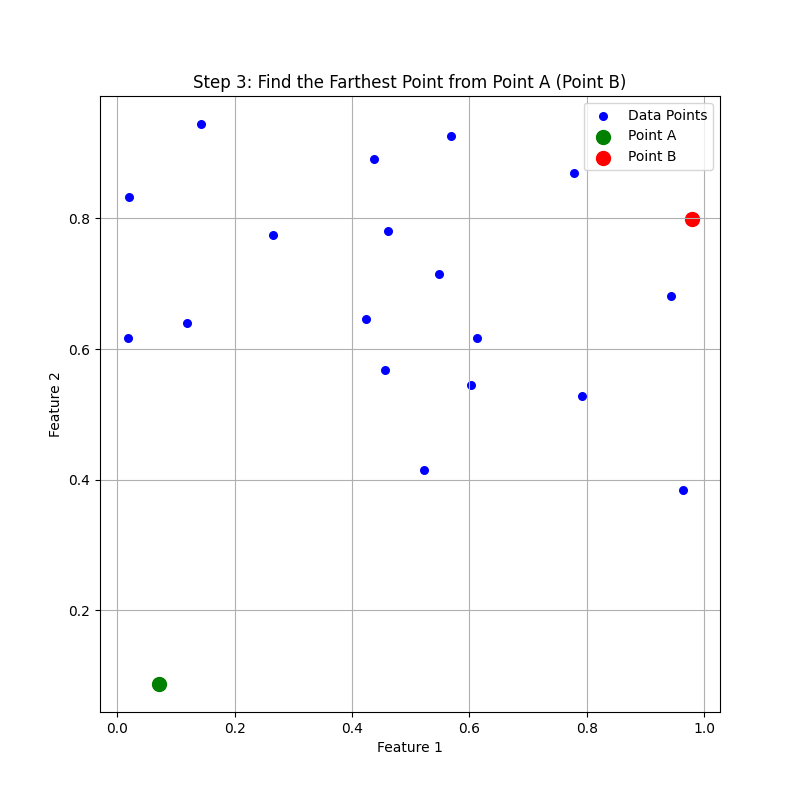 Step 3: Find the Farthest Point from Point A (Point B)
Data Points
Point A
Point B
Feature 2
0.8
0.6
0.4
0.2
0.0 0.2 0.4 0.6 0.8 1.0
Feature 1